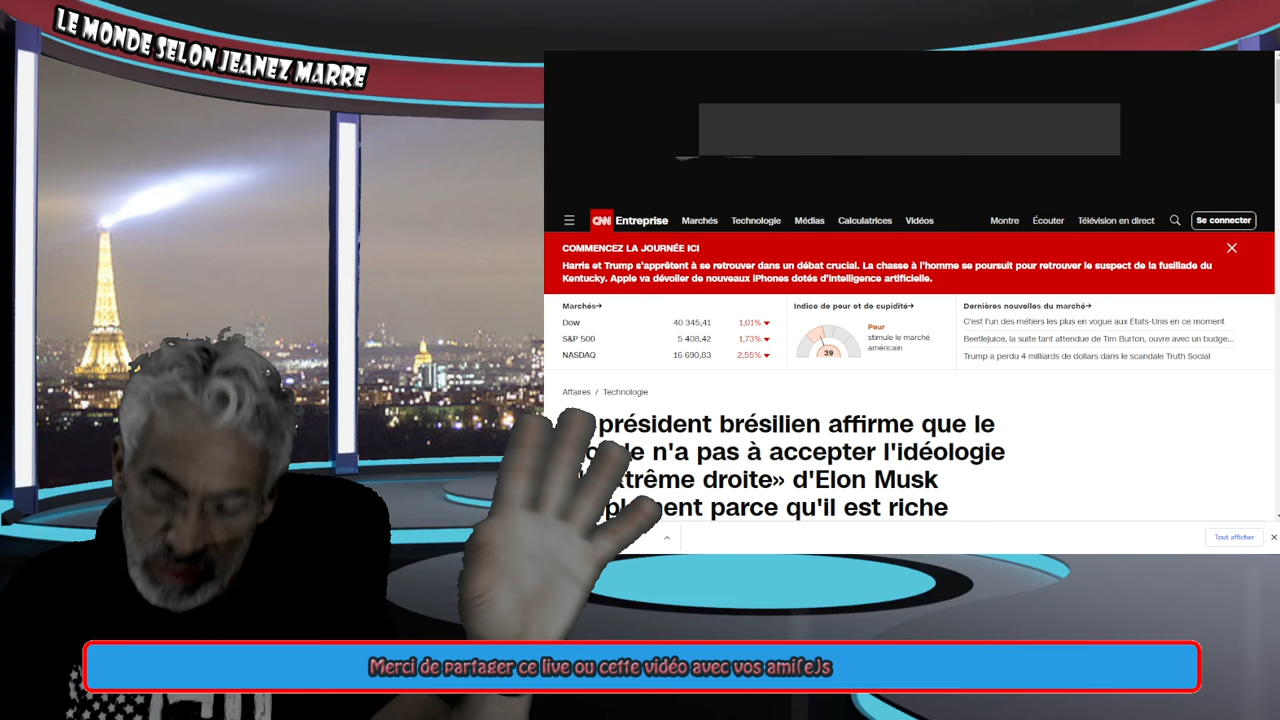 LE MONDE SELON JEANEZ MARRE
CNN Entreprise Marchés Technologie Médias Calculatrices Vidéos Montre Écouter Télévision en direct Se connecter
COMMENCEZ LA JOURNÉE ICI
Harris et Trump s'apprêtent à se retrouver dans un débat crucial. La chasse à l'homme se poursuit pour retrouver le suspect de la fusillade du
Kentucky. Apple va dévoiler de nouveaux iPhones dotés d'intelligence artificielle.
Marchés→
Dow 40 345,41 1,01%
S&P 500 5 408,42 1,73%
NASDAQ 16 690,83 2,55%
Indice de peur et de cupidité→
39
Peur
stimule le marché
américain
Dernières nouvelles du marché→
C'est l'un des métiers les plus en vogue aux États-Unis en ce moment
Beetlejuice, la suite tant attendue de Tim Burton, ouvre avec un budge...
Trump a perdu 4 milliards de dollars dans le scandale Truth Social
Affaires / Technologie
président brésilien affirme que le
n'a pas à accepter l'idéologie
droite» d'Elon Musk
parce qu'il est riche
Tout afficher
Merci de partager ce live ou cette vidéo avec vos ami(e)s